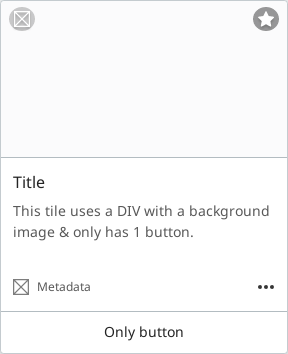 Title
This tile uses a DIV with a background
image & only has 1 button.
Metadata
Only button